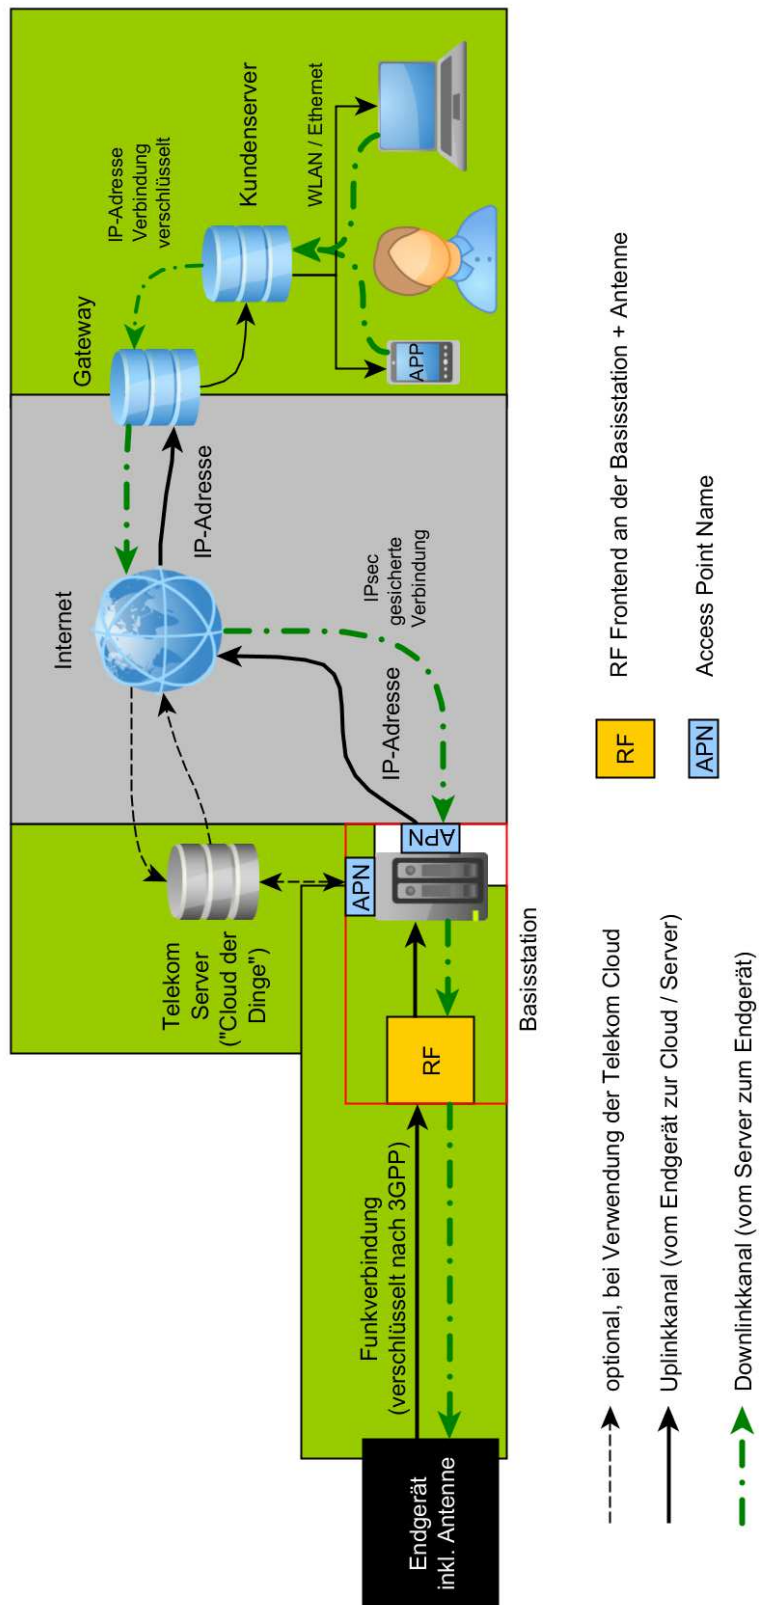 IP-Adresse
Verbindung
verschlüsselt
Kundenserver
Gateway
WLAN / Ethernet
APP
Internet
IP-Adresse
IPsec
gesicherte
Verbindung
IP-Adresse
Telekom
Server
("Cloud der
Dinge")
APN
APN
RF
Basisstation
Funkverbindung
(verschlüsselt nach 3GPP)
Endgerät
inkl. Antenne
optional, bei Verwendung der Telekom Cloud
Uplinkkanal (vom Endgerät zur Cloud / Server)
Downlinkkanal (vom Server zum Endgerät)
RF
RF Frontend an der Basisstation + Antenne
APN
Access Point Name